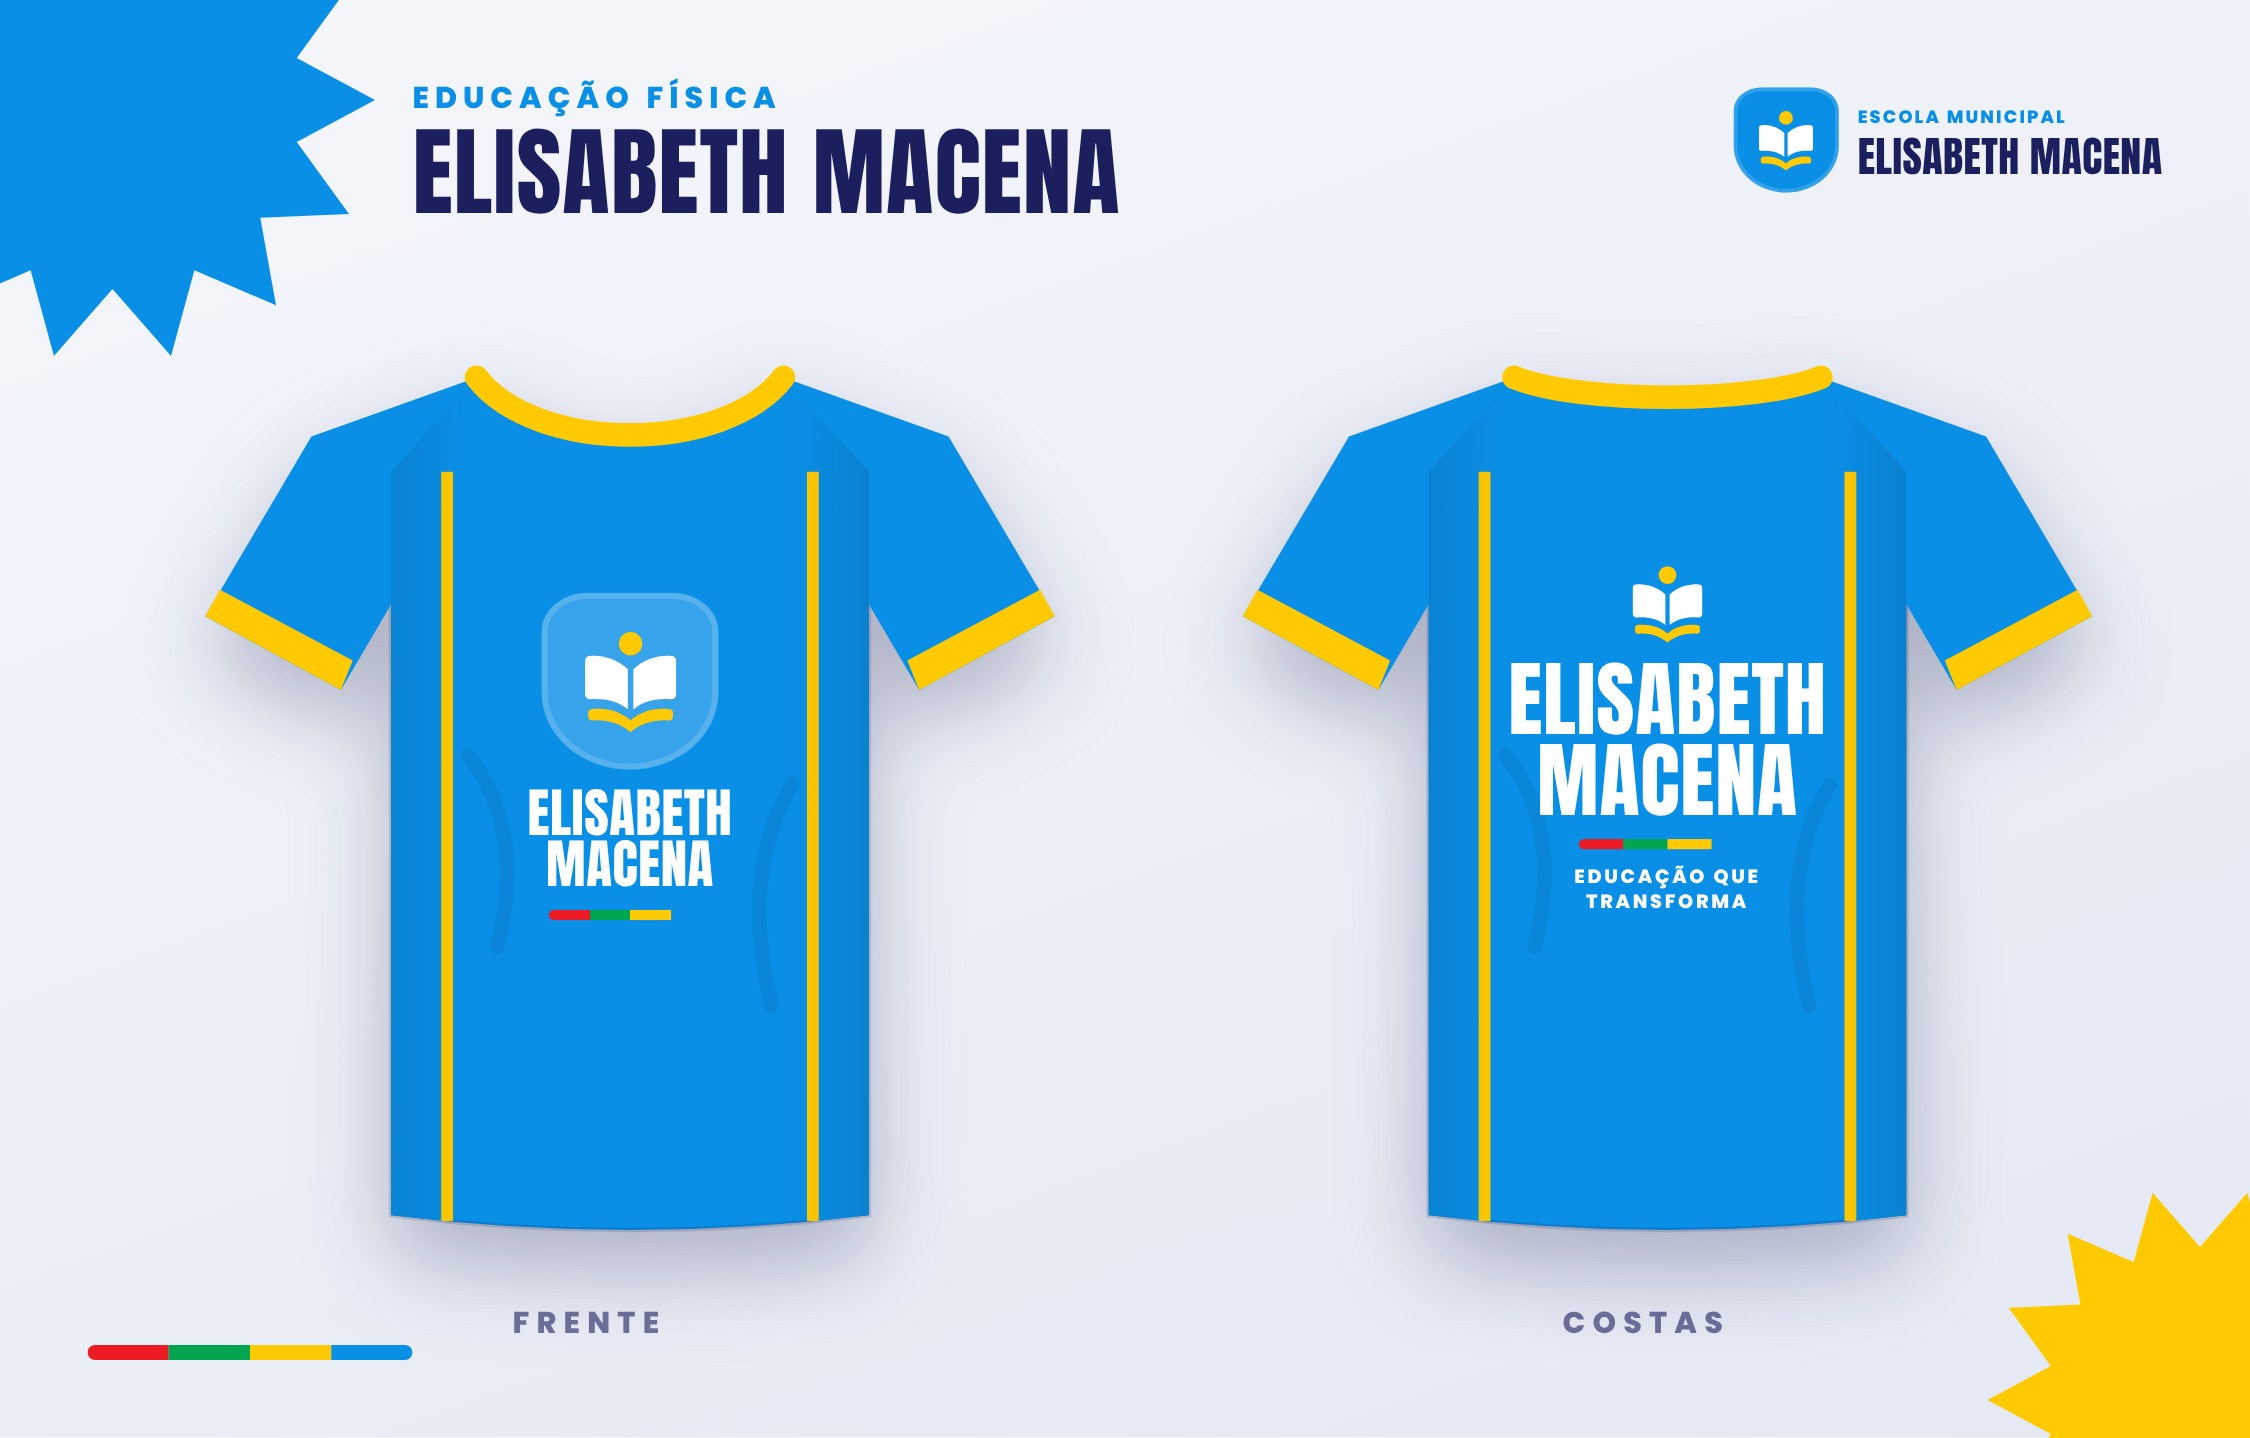 EDUCAÇÃO FÍSICA
ELISABETH MACENA
ESCOLA MUNICIPAL
ELISABETH MACENA
ELISABETH
MACENA
ELISABETH
MACENA
EDUCAÇÃO QUE
TRANSFORMA
FRENTE
COSTAS